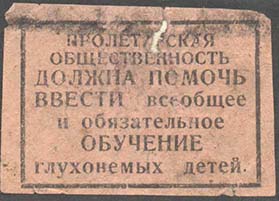 ПРОЛЕТАРСКАЯ
ОБЩЕСТВЕННОСТЬ
ДОЛЖНА ПОМОЧЬ
ВВЕСТИ всеобщее
и обязательное
ОБУЧЕНИЕ
глухонемых детей.